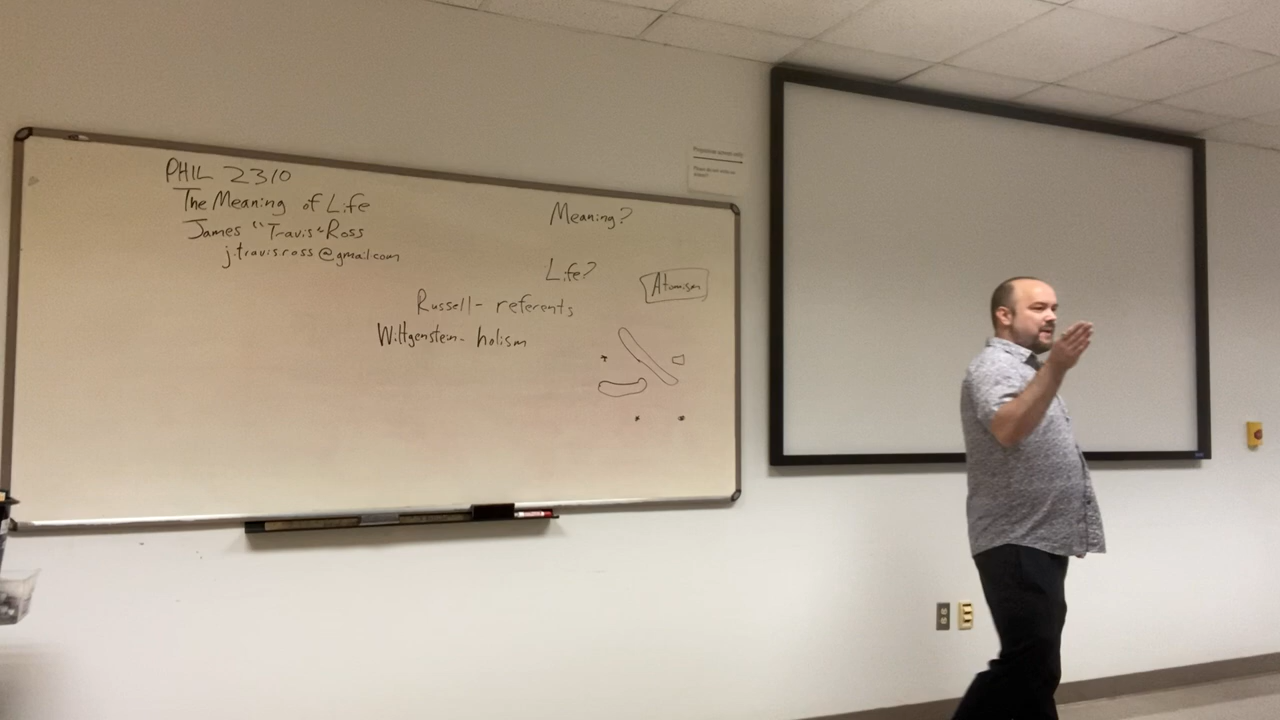 PHIL 2310
The Meaning of Life
James "Travis" Ross
j.travisross@gmail.com
Meaning?
Life?
Atomism
Russell - referents
Wittgenstein - holism